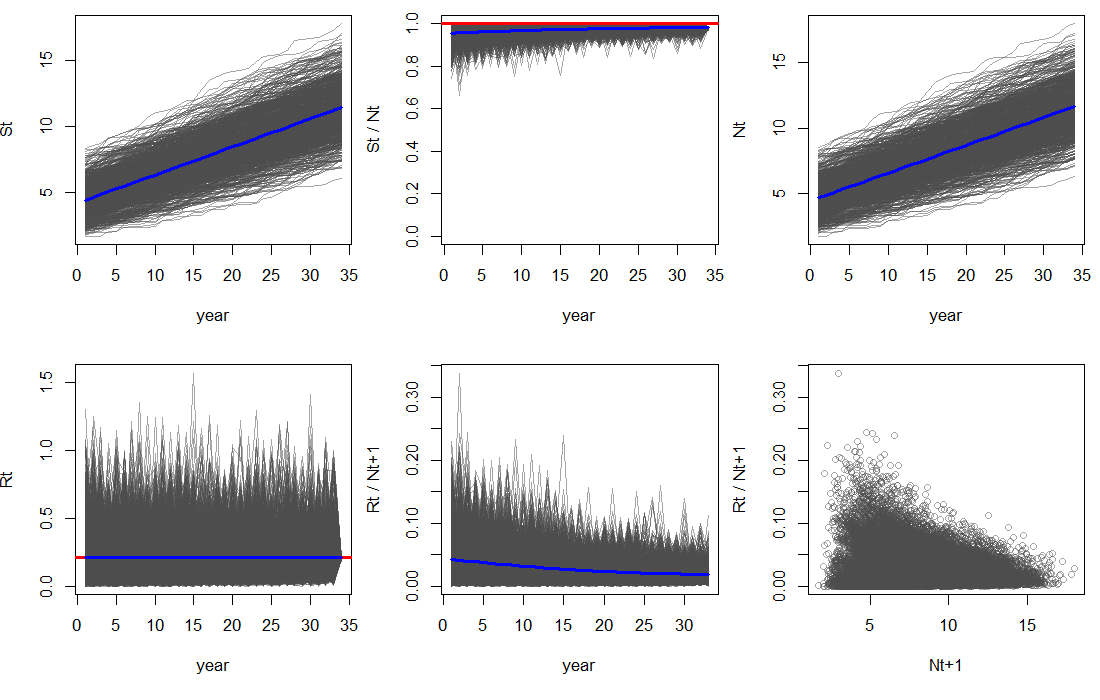 St
5 10 15
0 5 10 15 20 25 30 35
year
St / Nt
0.0 0.2 0.4 0.6 0.8 1.0
0 5 10 15 20 25 30 35
year
Nt
5 10 15
0 5 10 15 20 25 30 35
year
Rt
0.0 0.5 1.0 1.5
0 5 10 15 20 25 30 35
year
Rt / Nt+1
0.00 0.10 0.20 0.30
0 5 10 15 20 25 30
year
Rt / Nt+1
0.00 0.10 0.20 0.30
5 10 15
Nt+1